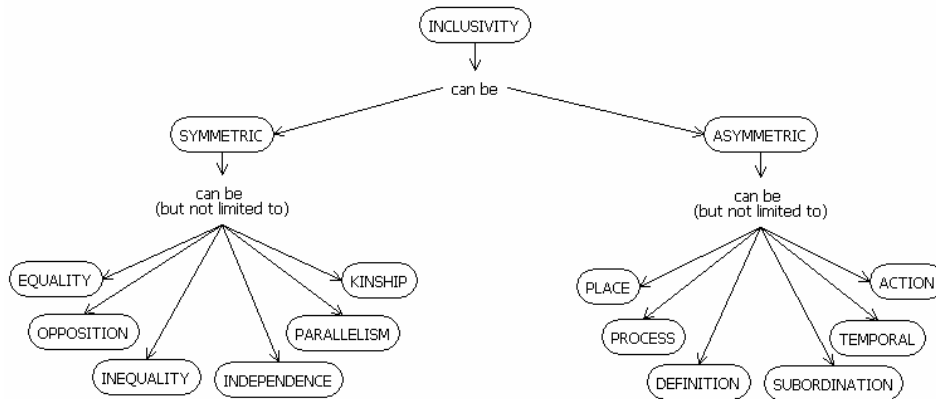 INCLUSIVITY
can be
SYMMETRIC
ASYMMETRIC
can be
(but not limited to)
can be
(but not limited to)
EQUALITY
KINSHIP
OPPOSITION
PARALLELISM
INEQUALITY
INDEPENDENCE
PLACE
ACTION
PROCESS
TEMPORAL
DEFINITION
SUBORDINATION